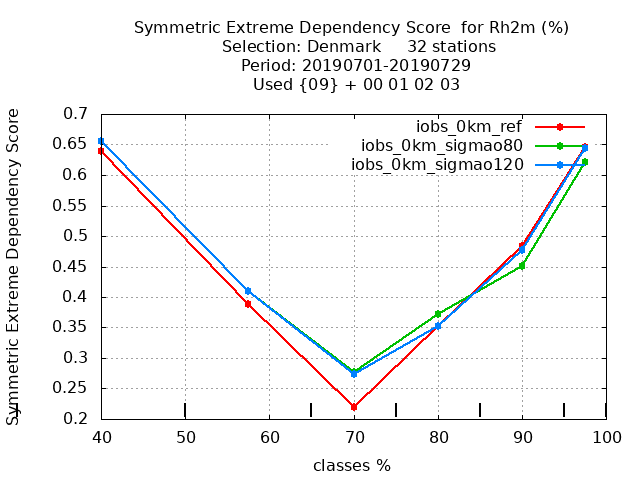 Symmetric Extreme Dependency Score  for Rh2m (%)
Selection: Denmark     32 stations
Period: 20190701-20190729
Used {09} + 00 01 02 03
Symmetric Extreme Dependency Score
0.7
0.65
0.6
0.55
0.5
0.45
0.4
0.35
0.3
0.25
0.2
iobs_0km_ref
iobs_0km_sigmao80
iobs_0km_sigmao120
40 50 60 70 80 90 100
classes %